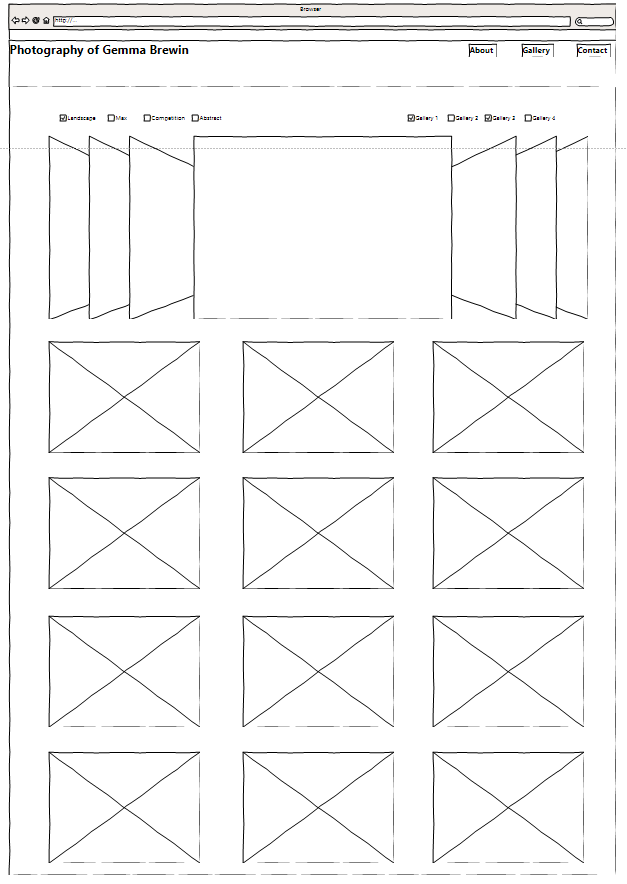 Browser
http://...
Photography of Gemma Brewin
About Gallery Contact
Landscape Max Competition Abstract Gallery 1 Gallery 2 Gallery 3 Gallery 4